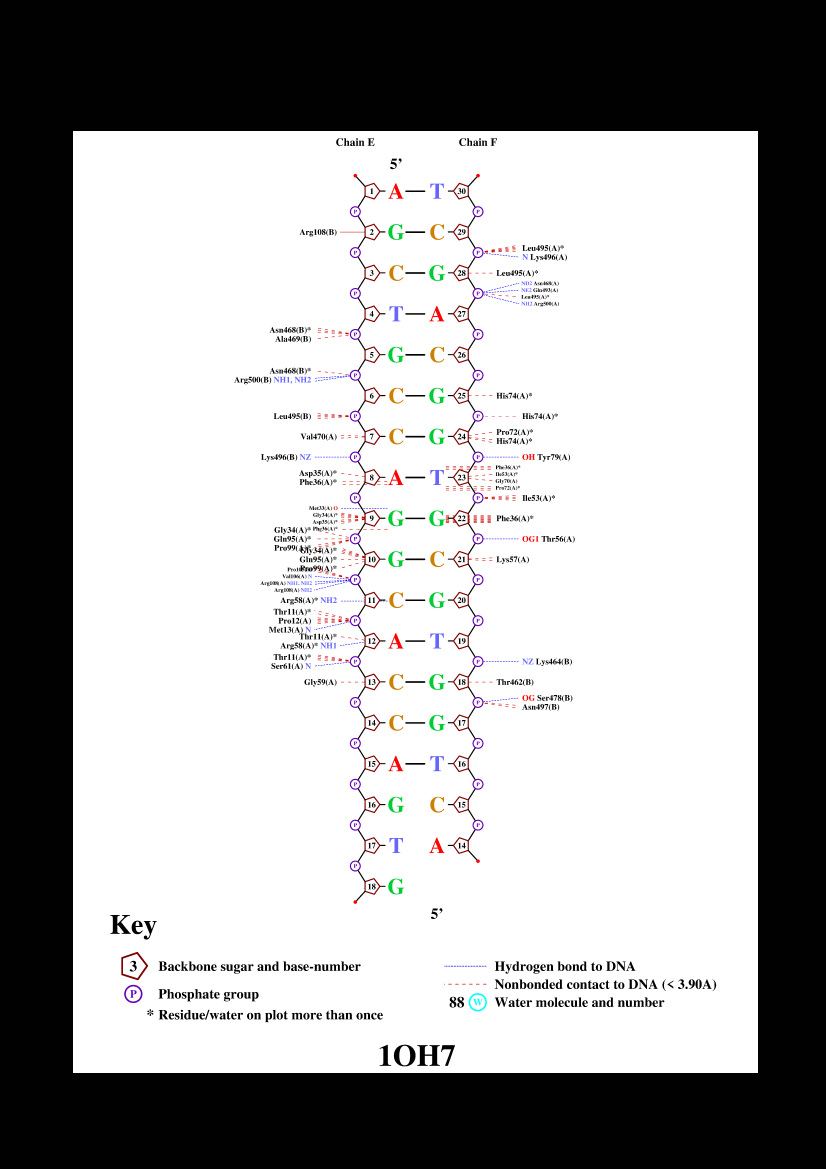 Chain E Chain F
5’
1 A T 30
P P
Arg108(B) 2 G C 29
Leu495(A)*
P P
N Lys496(A)
3 C G 28 Leu495(A)*
ND2 Asn468(A)
NE2 Gln493(A)
P P
Leu495(A)*
NH2 Arg500(A)
4 T A 27
Asn468(B)*
P P
Ala469(B)
5 G C 26
Asn468(B)*
P P
Arg500(B) NH1, NH2
6 C G 25 His74(A)*
Leu495(B) P P His74(A)*
Pro72(A)*
Val470(A) 7 C G 24
His74(A)*
Lys496(B) NZ P P OH Tyr79(A)
Phe36(A)*
Asp35(A)* Ile53(A)*
8 A T 23
Phe36(A)* Gly70(A)
Pro72(A)*
P P Ile53(A)*
Met33(A) O
Gly34(A)*
9 G G 22 Phe36(A)*
Asp35(A)*
Phe36(A)*
Gly34(A)*
Gln95(A)* P P OG1 Thr56(A)
Pro99(A)*
Gly34(A)*
Gln95(A)* 10 G C 21 Lys57(A)
Pro99(A)*
Val106(A) N
P P
Arg108(A) NH1, NH2
Arg108(A) NH2
Arg58(A)* NH2 11 C G 20
Thr11(A)*
Pro12(A) P P
Met13(A) N
Thr11(A)*
12 A T 19
Arg58(A)* NH1
Thr11(A)*
P P NZ Lys464(B)
Ser61(A) N
Gly59(A) 13 C G 18 Thr462(B)
OG Ser478(B)
P P
Asn497(B)
14 C G 17
P P
15 A T 16
P P
16 G C 15
P P
17 T A 14
P
18 G
5’
Key
3 Backbone sugar and base-number
P Phosphate group
* Residue/water on plot more than once
Hydrogen bond to DNA
Nonbonded contact to DNA (< 3.90A)
88 W Water molecule and number
1OH7